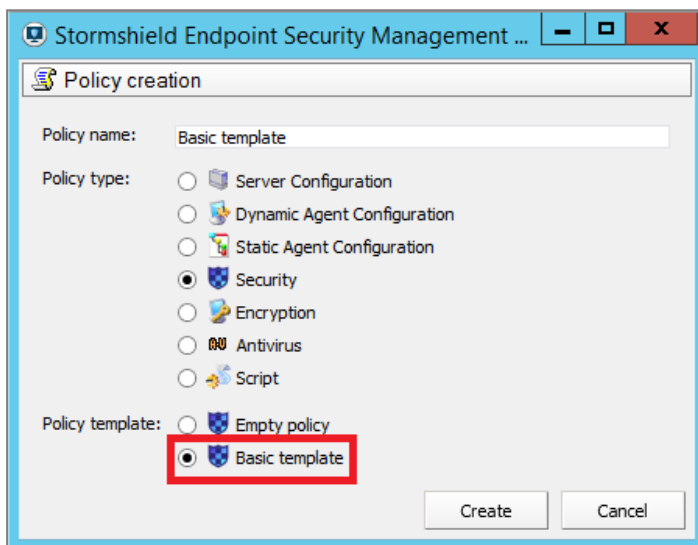 Stormshield Endpoint Security Management ...
Policy creation
Policy name: Basic template
Policy type: Server Configuration
Dynamic Agent Configuration
Static Agent Configuration
Security
Encryption
Antivirus
Script
Policy template: Empty policy
Basic template
Create Cancel